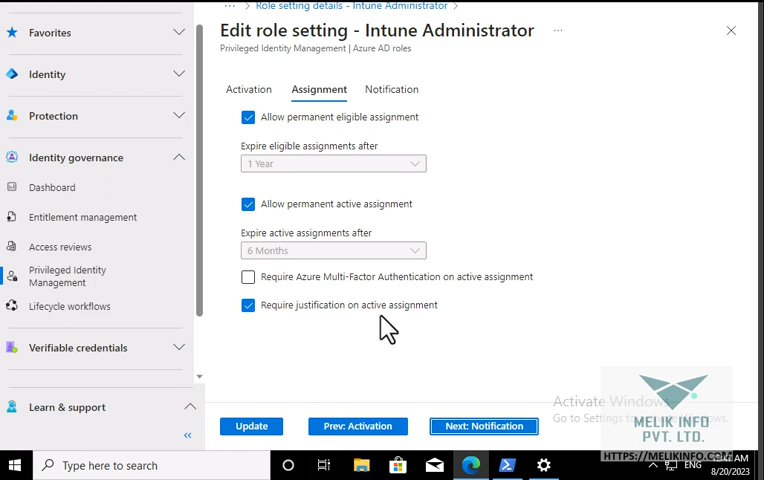 ··· > Role setting details - Intune Administrator >
Favorites
Edit role setting - Intune Administrator ···
Privileged Identity Management | Azure AD roles
Identity
Activation Assignment Notification
Protection
Allow permanent eligible assignment
Expire eligible assignments after
Identity governance
1 Year
Dashboard
Allow permanent active assignment
Entitlement management
Expire active assignments after
Access reviews
6 Months
Privileged Identity
Management
Require Azure Multi-Factor Authentication on active assignment
Lifecycle workflows
Require justification on active assignment
Verifiable credentials
Learn & support
Activate Windows
Go to Settings to
Update Prev: Activation Next: Notification
MELIK INFO
PVT. LTD.
HTTPS://MELIKINFO.COM
Type here to search
AM
8/20/2023